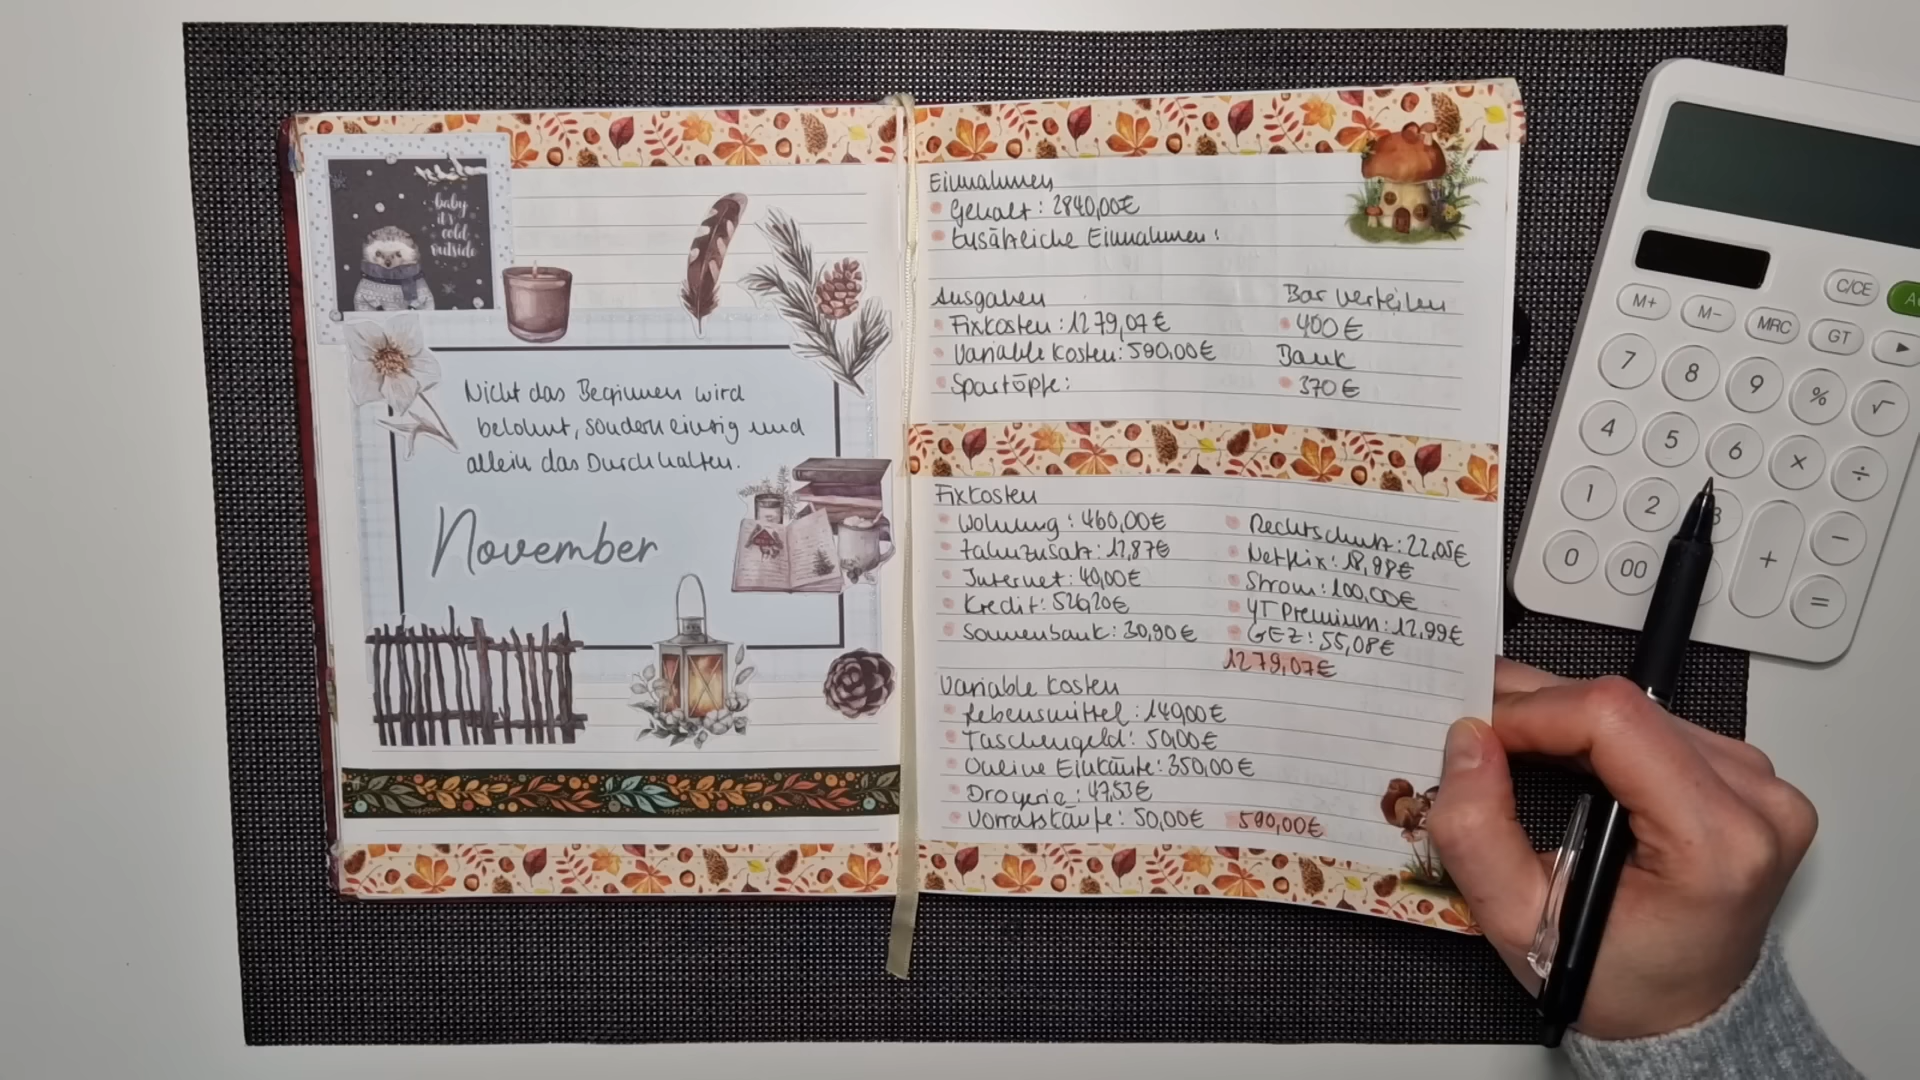 baby
it's
cold
outside
Nicht das Beginnen wird
belohnt, sondern einzig und
allein das Durchhalten.
November
Einnahmen
Gehalt: 2840,00€
Zusätzliche Einnahmen:
Ausgaben
Fixkosten: 1279,07€
Variable Kosten: 590,00€
Spartöpfe:
Bar verteilen
400€
Bank
370€
Fixkosten
Wohnung: 460,00€
Zahnzusatz: 12,87€
Internet: 40,00€
Kredit: 526,20€
Sonnenbank: 30,90€
Rechtschutz: 22,05€
Netflix: 18,98€
Strom: 100,00€
YT Premium: 12,99€
GEZ: 55,08€
1279,07€
Variable Kosten
Lebensmittel: 140,00€
Taschengeld: 50,00€
Online Einkäufe: 350,00€
Drogerie: 47,53€
Vorratskäufe: 50,00€ 590,00€
C/CE
M+ M- MRC GT ▶
7 8 9 % √
4 5 6 × ÷
1 2 3 + −
0 00 =